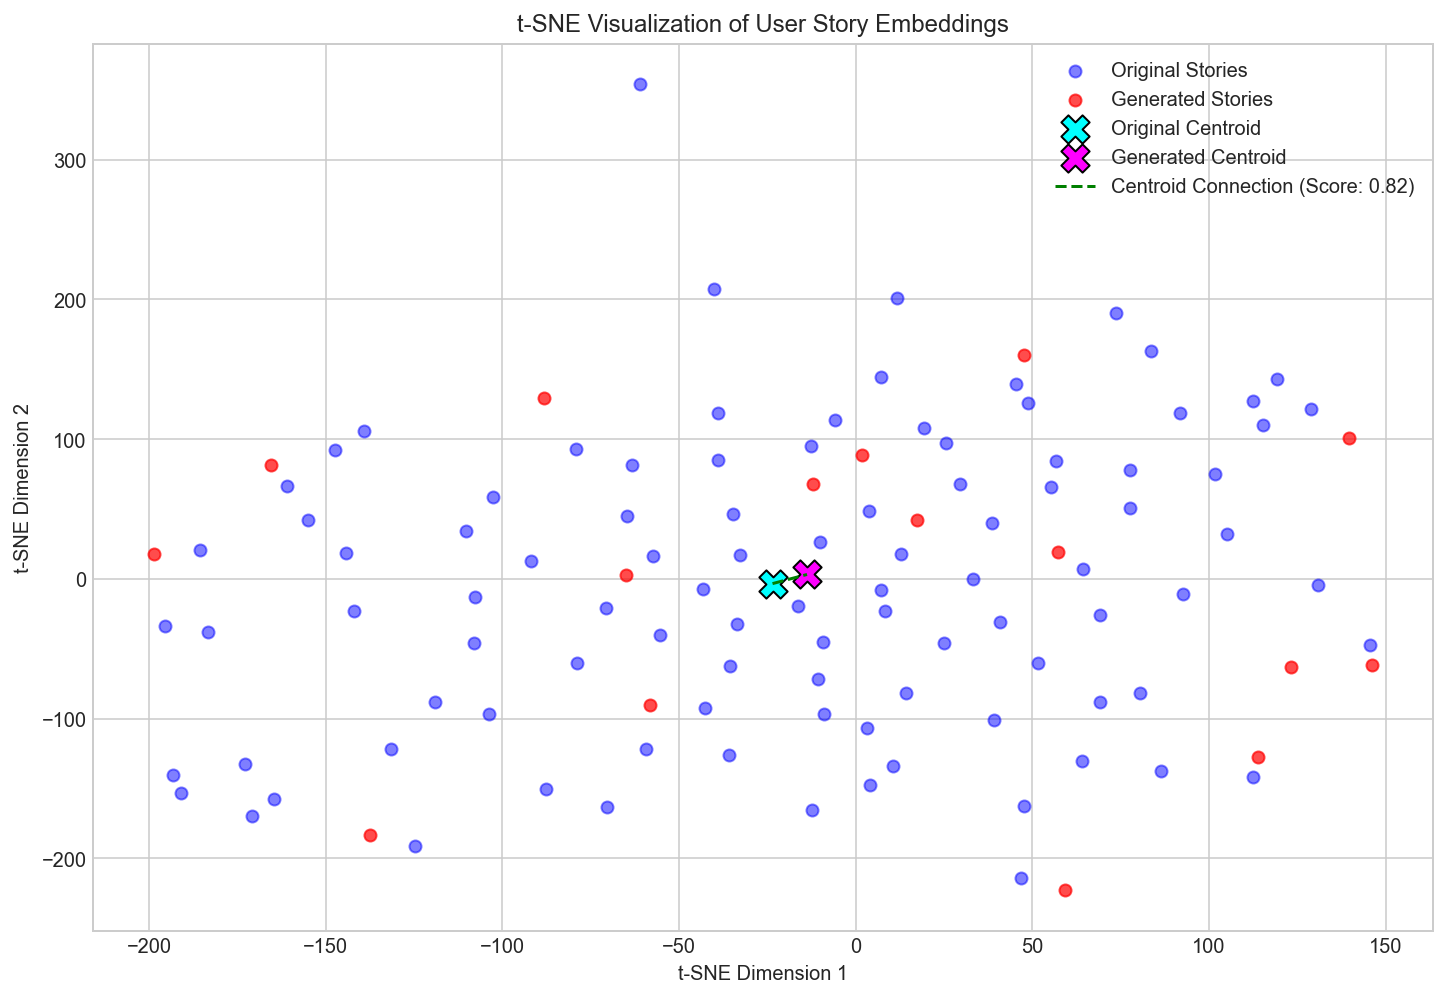 t-SNE Visualization of User Story Embeddings
Original Stories
Generated Stories
Original Centroid
Generated Centroid
Centroid Connection (Score: 0.82)
300
200
100
0
−100
−200
t-SNE Dimension 2
−200 −150 −100 −50 0 50 100 150
t-SNE Dimension 1